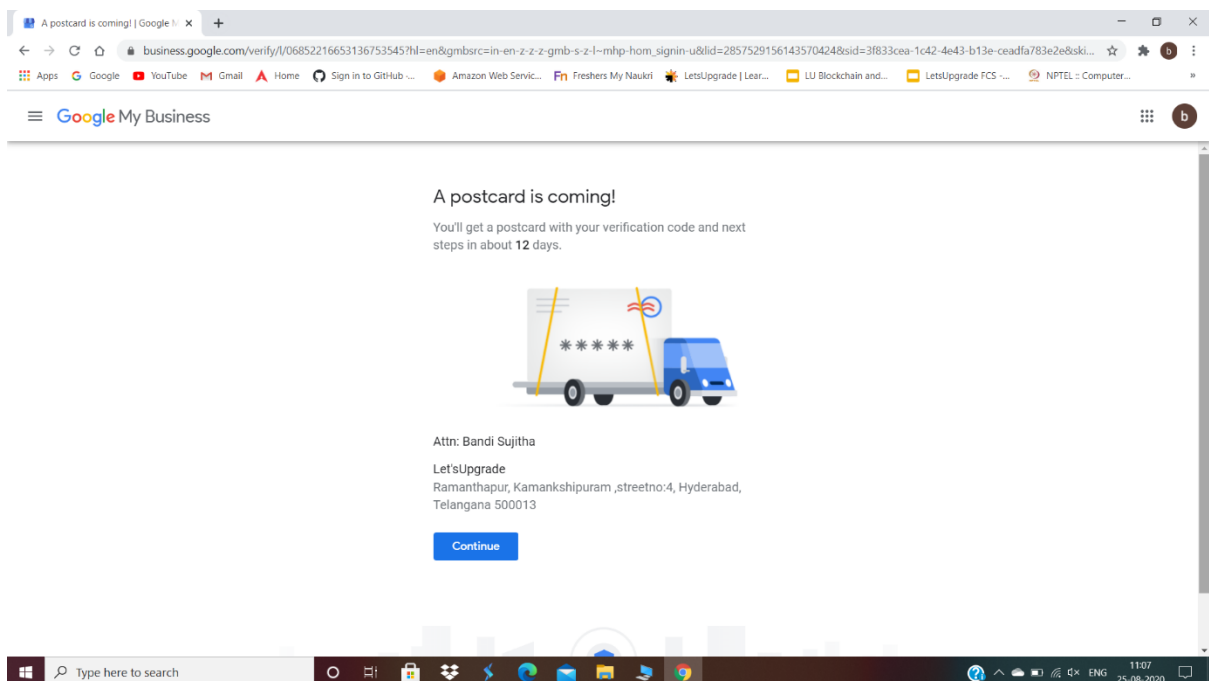 A postcard is coming! | Google M
business.google.com/verify/l/06852216653136753545?hl=en&gmbsrc=in-en-z-z-z-gmb-s-z-l~mhp-hom_signin-u&lid=2857529156143570424&sid=3f833cea-1c42-4e43-b13e-ceadfa783e2e&ski...
b
Apps Google YouTube Gmail Home Sign in to GitHub -... Amazon Web Servic... Freshers My Naukri LetsUpgrade | Lear... LU Blockchain and... LetsUpgrade FCS -... NPTEL :: Computer... »
Google My Business
b
A postcard is coming!
You'll get a postcard with your verification code and next
steps in about 12 days.
*****
Attn: Bandi Sujitha
Let'sUpgrade
Ramanthapur, Kamankshipuram ,streetno:4, Hyderabad,
Telangana 500013
Continue
Type here to search
ENG
11:07
25-08-2020